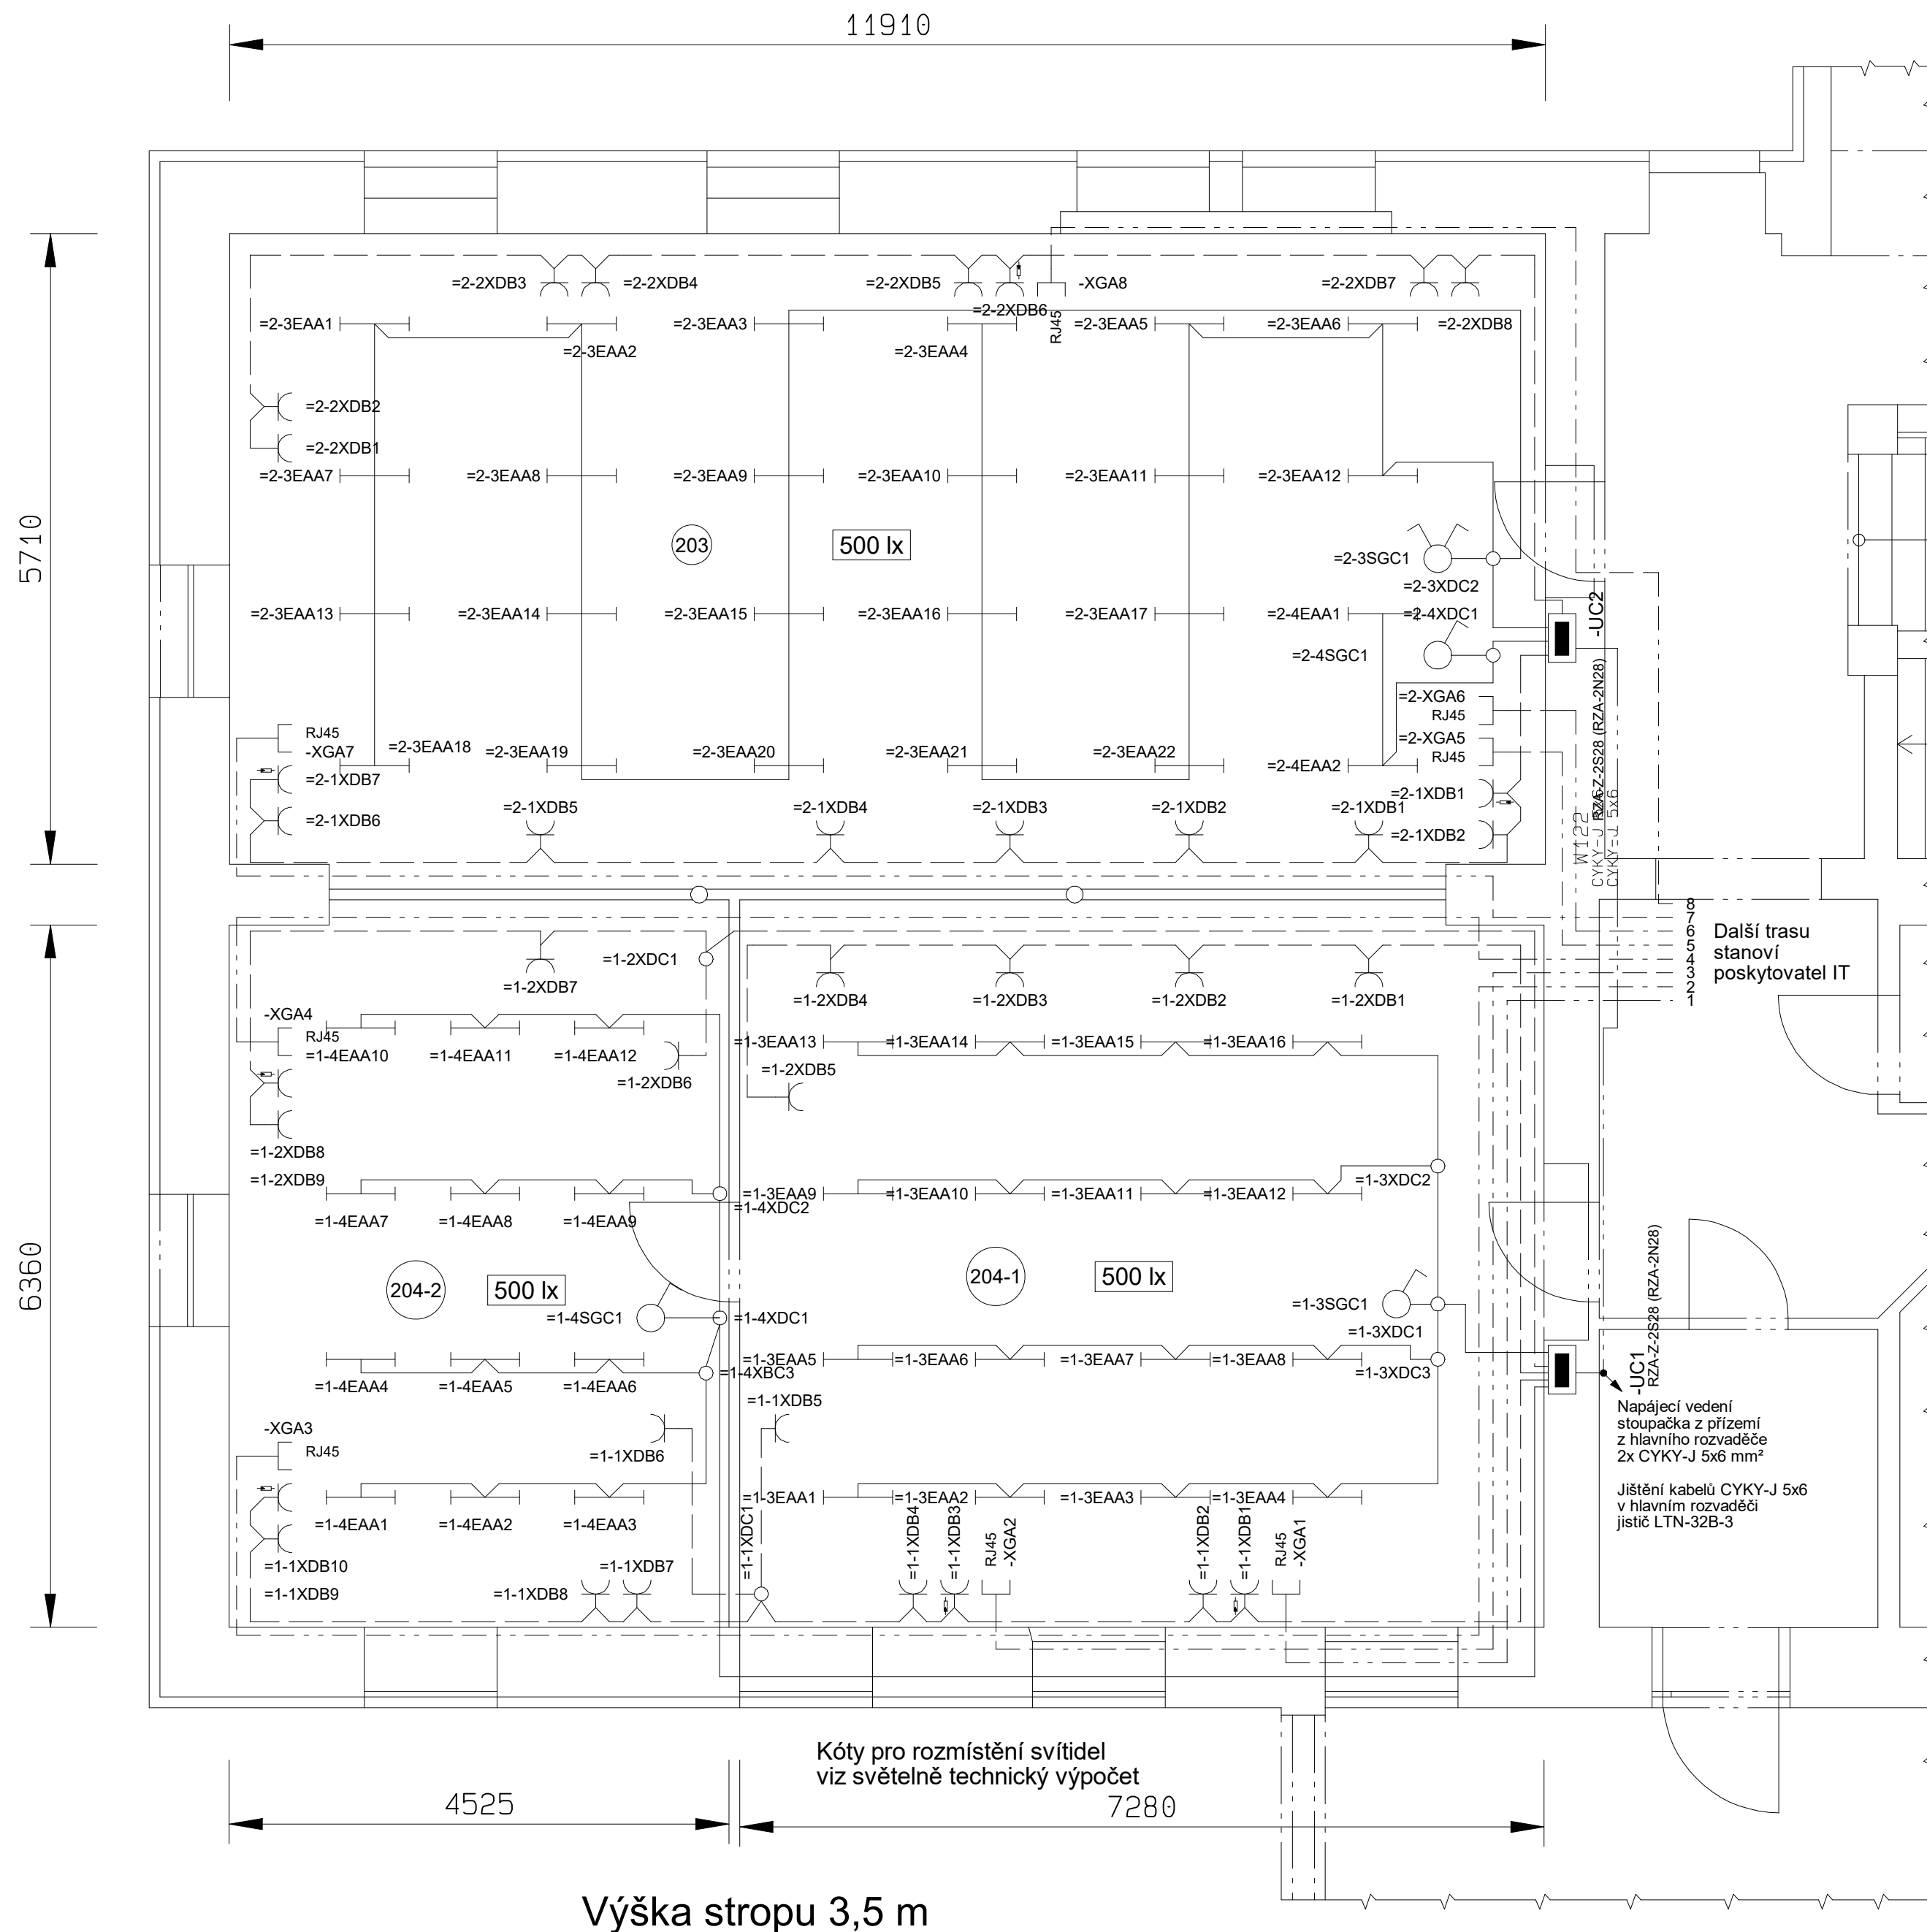 11910
=2-2XDB3
=2-2XDB4
=2-2XDB5
-XGA8
=2-2XDB7
=2-2XDB6
RJ45
=2-3EAA1
=2-3EAA3
=2-3EAA5
=2-3EAA6
=2-2XDB8
=2-3EAA2
=2-3EAA4
=2-2XDB2
=2-2XDB1
=2-3EAA7
=2-3EAA8
=2-3EAA9
=2-3EAA10
=2-3EAA11
=2-3EAA12
5710
203
500 lx
=2-3SGC1
=2-3XDC2
=2-3EAA13
=2-3EAA14
=2-3EAA15
=2-3EAA16
=2-3EAA17
=2-4EAA1
=2-4XDC1
-UC2
RZA-Z-2S28 (RZA-2N28)
=2-4SGC1
=2-XGA6
RJ45
=2-XGA5
RJ45
RJ45
-XGA7
=2-3EAA18
=2-3EAA19
=2-3EAA20
=2-3EAA21
=2-3EAA22
=2-4EAA2
=2-1XDB7
=2-1XDB1
=2-1XDB6
=2-1XDB5
=2-1XDB4
=2-1XDB3
=2-1XDB2
=2-1XDB1
=2-1XDB2
W122
CYKY-J 5x6
CYKY-J 5x6
8
7
6
5
4
3
2
1
Další trasu
stanoví
poskytovatel IT
=1-2XDC1
=1-2XDB7
=1-2XDB4
=1-2XDB3
=1-2XDB2
=1-2XDB1
-XGA4
RJ45
=1-4EAA10
=1-4EAA11
=1-4EAA12
=1-2XDB6
=1-3EAA13
=1-3EAA14
=1-3EAA15
=1-3EAA16
=1-2XDB5
=1-2XDB8
=1-2XDB9
=1-4EAA7
=1-4EAA8
=1-4EAA9
=1-3EAA9
=1-4XDC2
=1-3EAA10
=1-3EAA11
=1-3EAA12
=1-3XDC2
6360
204-2
500 lx
204-1
500 lx
=1-4SGC1
=1-4XDC1
=1-3SGC1
=1-3XDC1
=1-4EAA4
=1-4EAA5
=1-4EAA6
=1-4XBC3
=1-3EAA5
=1-3EAA6
=1-3EAA7
=1-3EAA8
=1-3XDC3
-UC1
RZA-Z-2S28 (RZA-2N28)
Napájecí vedení
stoupačka z přízemí
z hlavního rozvaděče
2x CYKY-J 5x6 mm²
Jištění kabelů CYKY-J 5x6
v hlavním rozvaděči
jistič LTN-32B-3
=1-1XDB5
-XGA3
RJ45
=1-1XDB6
=1-4EAA1
=1-4EAA2
=1-4EAA3
=1-3EAA1
=1-3EAA2
=1-3EAA3
=1-3EAA4
=1-1XDC1
=1-1XDB4
=1-1XDB3
RJ45
-XGA2
=1-1XDB2
=1-1XDB1
RJ45
-XGA1
=1-1XDB10
=1-1XDB9
=1-1XDB8
=1-1XDB7
Kóty pro rozmístění svítidel
viz světelně technický výpočet
4525
7280
Výška stropu 3,5 m